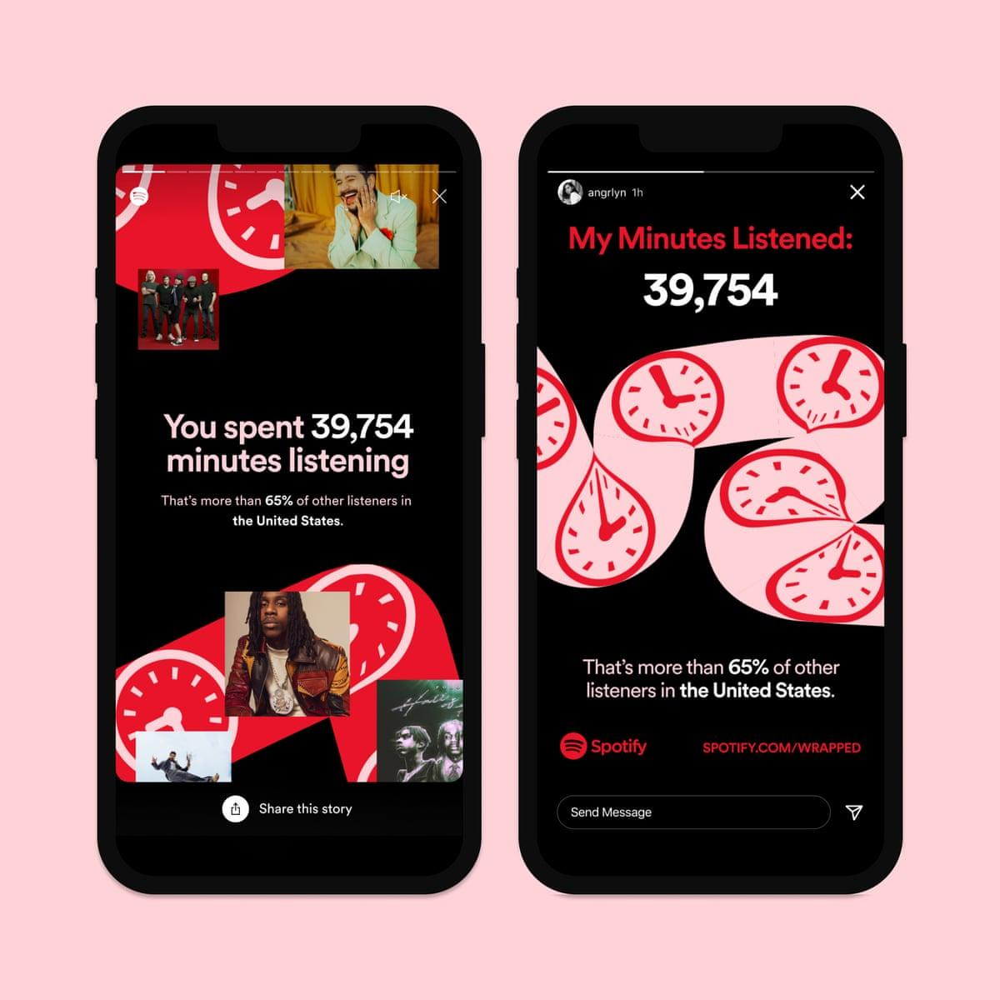 You spent 39,754
minutes listening
That's more than 65% of other listeners in
the United States.
Share this story
angrlyn 1h
My Minutes Listened:
39,754
That's more than 65% of other
listeners in the United States.
Spotify
SPOTIFY.COM/WRAPPED
Send Message